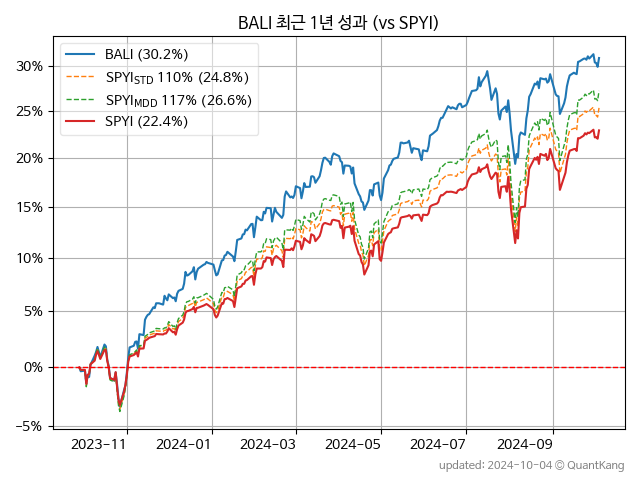 BALI 최근 1년 성과 (vs SPYI)
BALI (30.2%)
SPYI_STD 110% (24.8%)
SPYI_MDD 117% (26.6%)
SPYI (22.4%)
30%
25%
20%
15%
10%
5%
0%
−5%
2023-11 2024-01 2024-03 2024-05 2024-07 2024-09
updated: 2024-10-04 © QuantKang